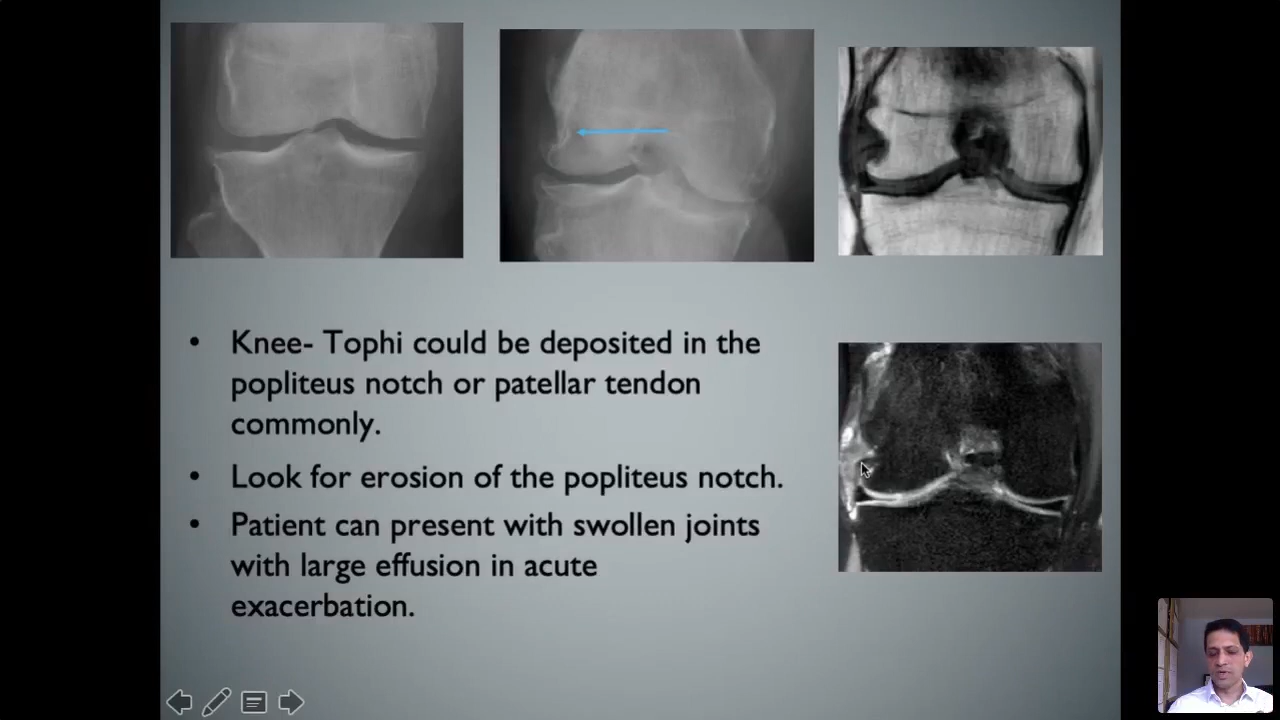 • Knee- Tophi could be deposited in the
popliteus notch or patellar tendon
commonly.
• Look for erosion of the popliteus notch.
• Patient can present with swollen joints
with large effusion in acute
exacerbation.